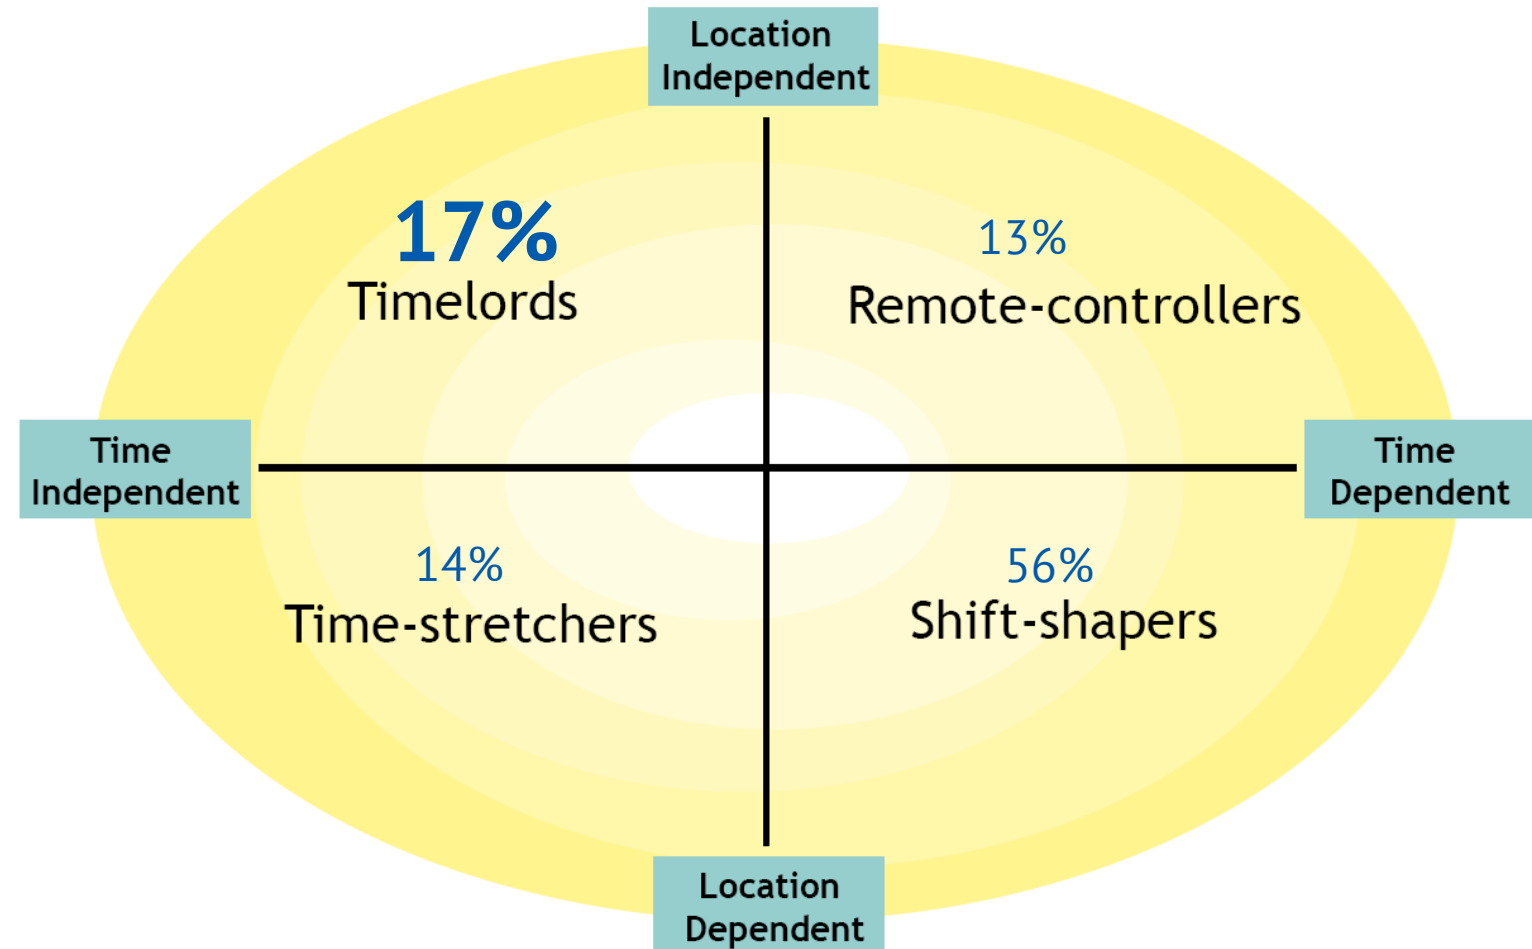 Location
Independent
17%
Timelords
13%
Remote-controllers
Time
Independent
Time
Dependent
14%
Time-stretchers
56%
Shift-shapers
Location
Dependent